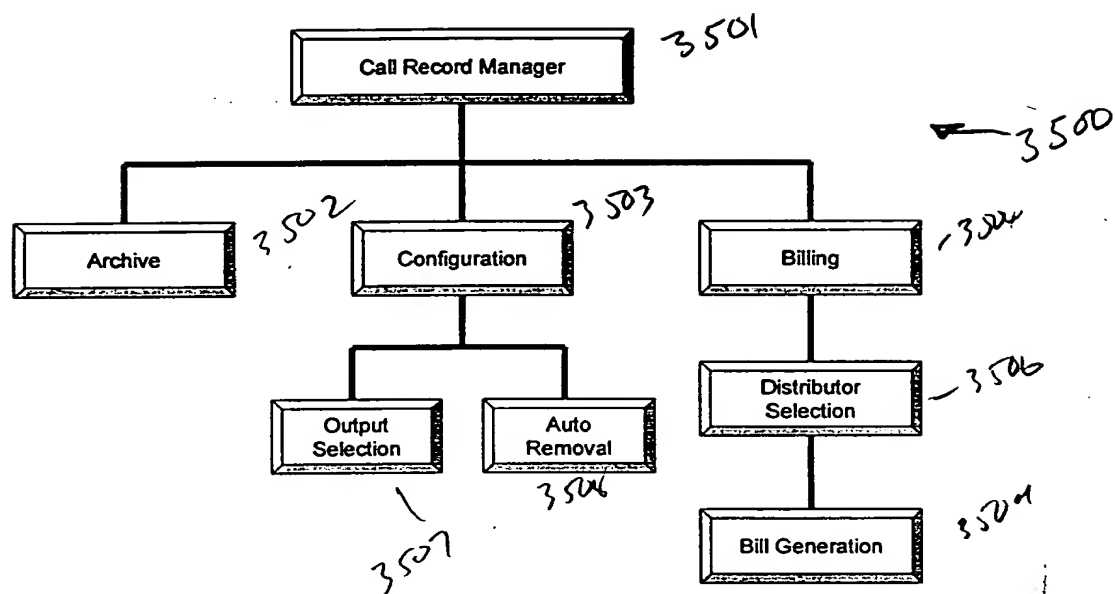 Call Record Manager
3501
3500
Archive
3502
Configuration
3503
Billing
3504
Output
Selection
3507
Auto
Removal
Distributor
Selection
3506
Bill Generation